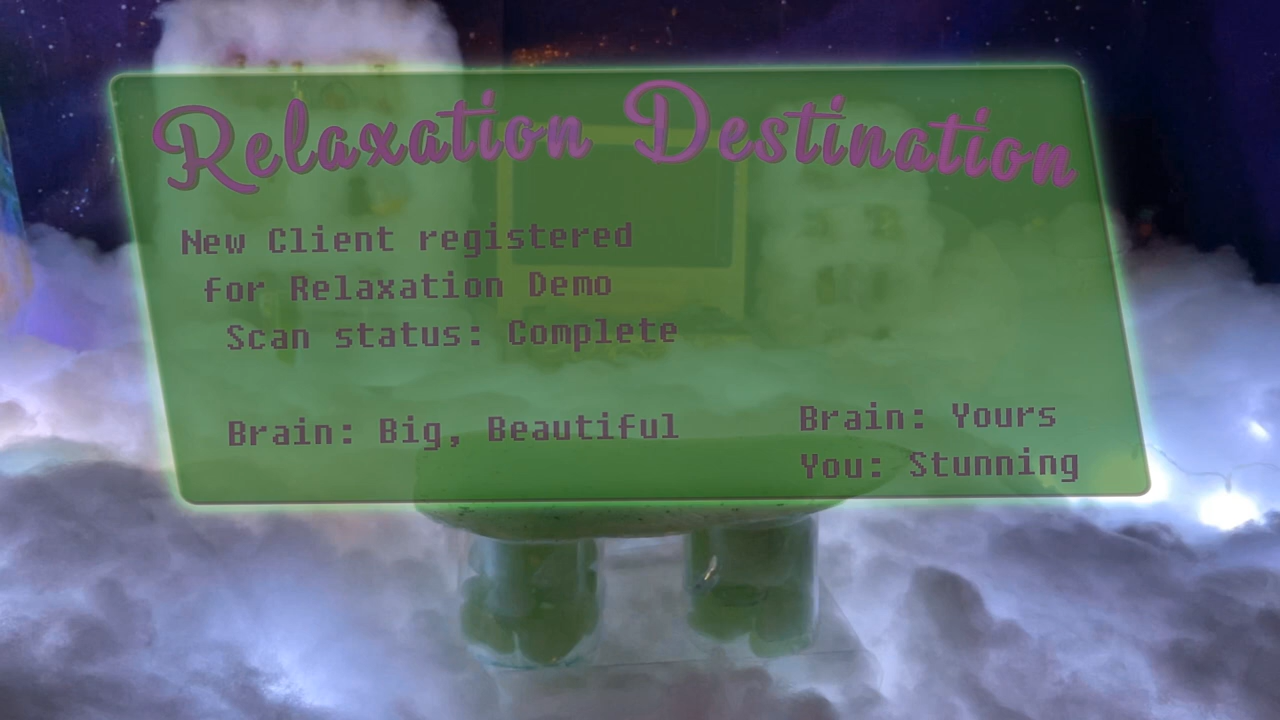 Relaxation Destination
New Client registered
for Relaxation Demo
Scan status: Complete
Brain: Big, Beautiful
Brain: Yours
You: Stunning